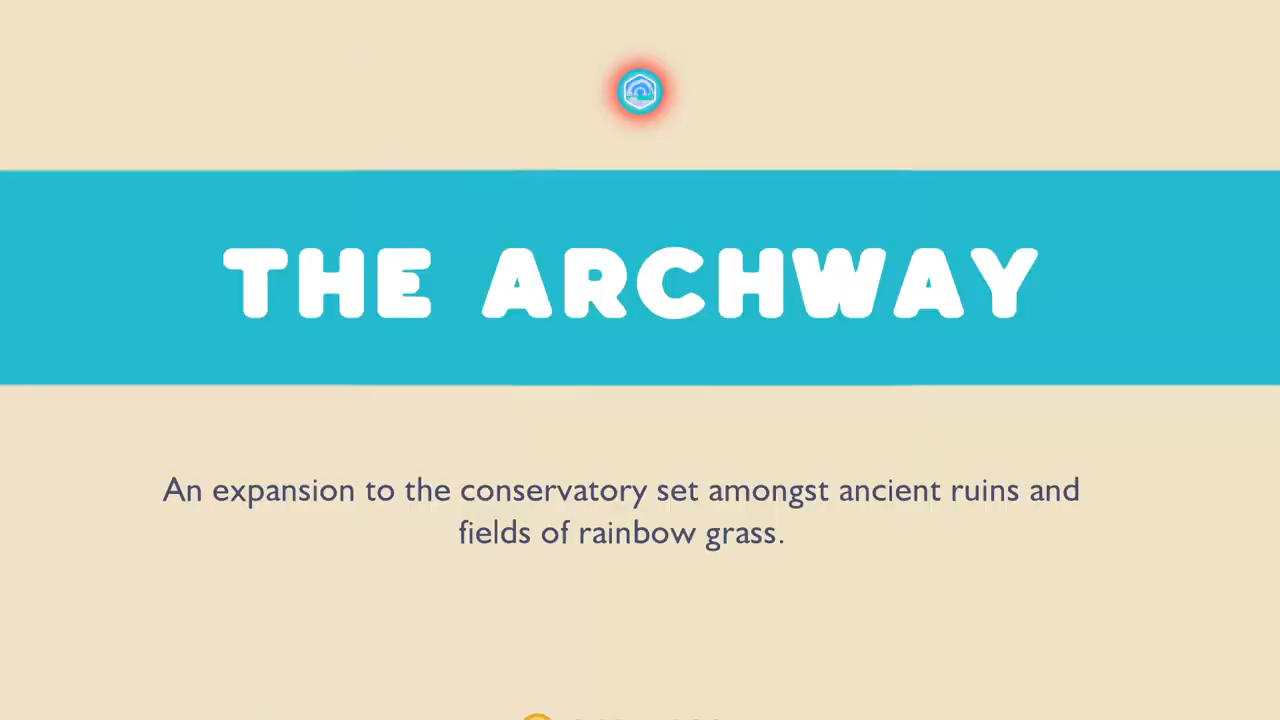 THE ARCHWAY
An expansion to the conservatory set amongst ancient ruins and
fields of rainbow grass.